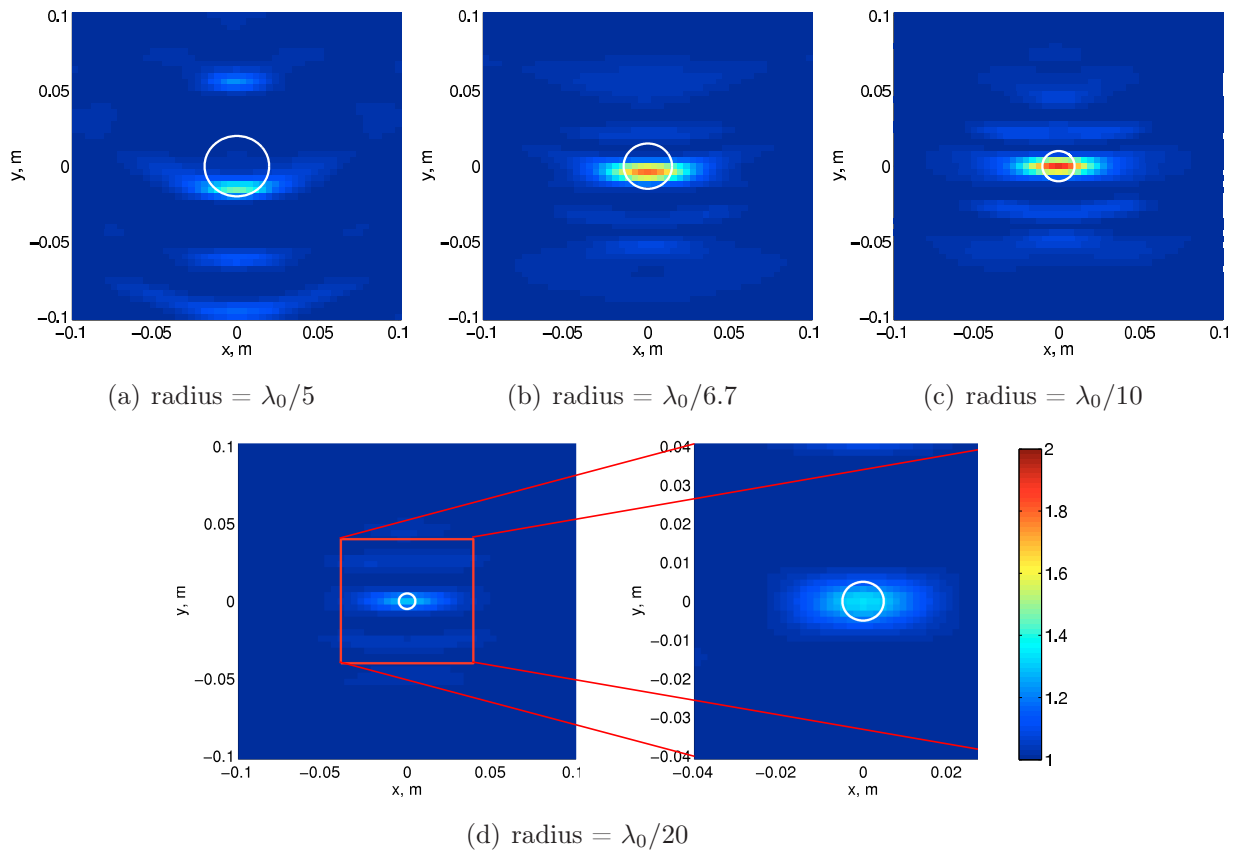 0.1
0.05
0
−0.05
−0.1
y, m
−0.1 −0.05 0 0.05 0.1
x, m
(a) radius = λ₀/5
0.1
0.05
0
−0.05
−0.1
y, m
−0.1 −0.05 0 0.05 0.1
x, m
(b) radius = λ₀/6.7
0.1
0.05
0
−0.05
−0.1
y, m
−0.1 −0.05 0 0.05 0.1
x, m
(c) radius = λ₀/10
0.1
0.05
0
−0.05
−0.1
y, m
−0.1 −0.05 0 0.05 0.1
x, m
0.04
0.03
0.02
0.01
0
−0.01
−0.02
−0.03
−0.04
y, m
−0.04 −0.02 0 0.02
x, m
2
1.8
1.6
1.4
1.2
1
(d) radius = λ₀/20